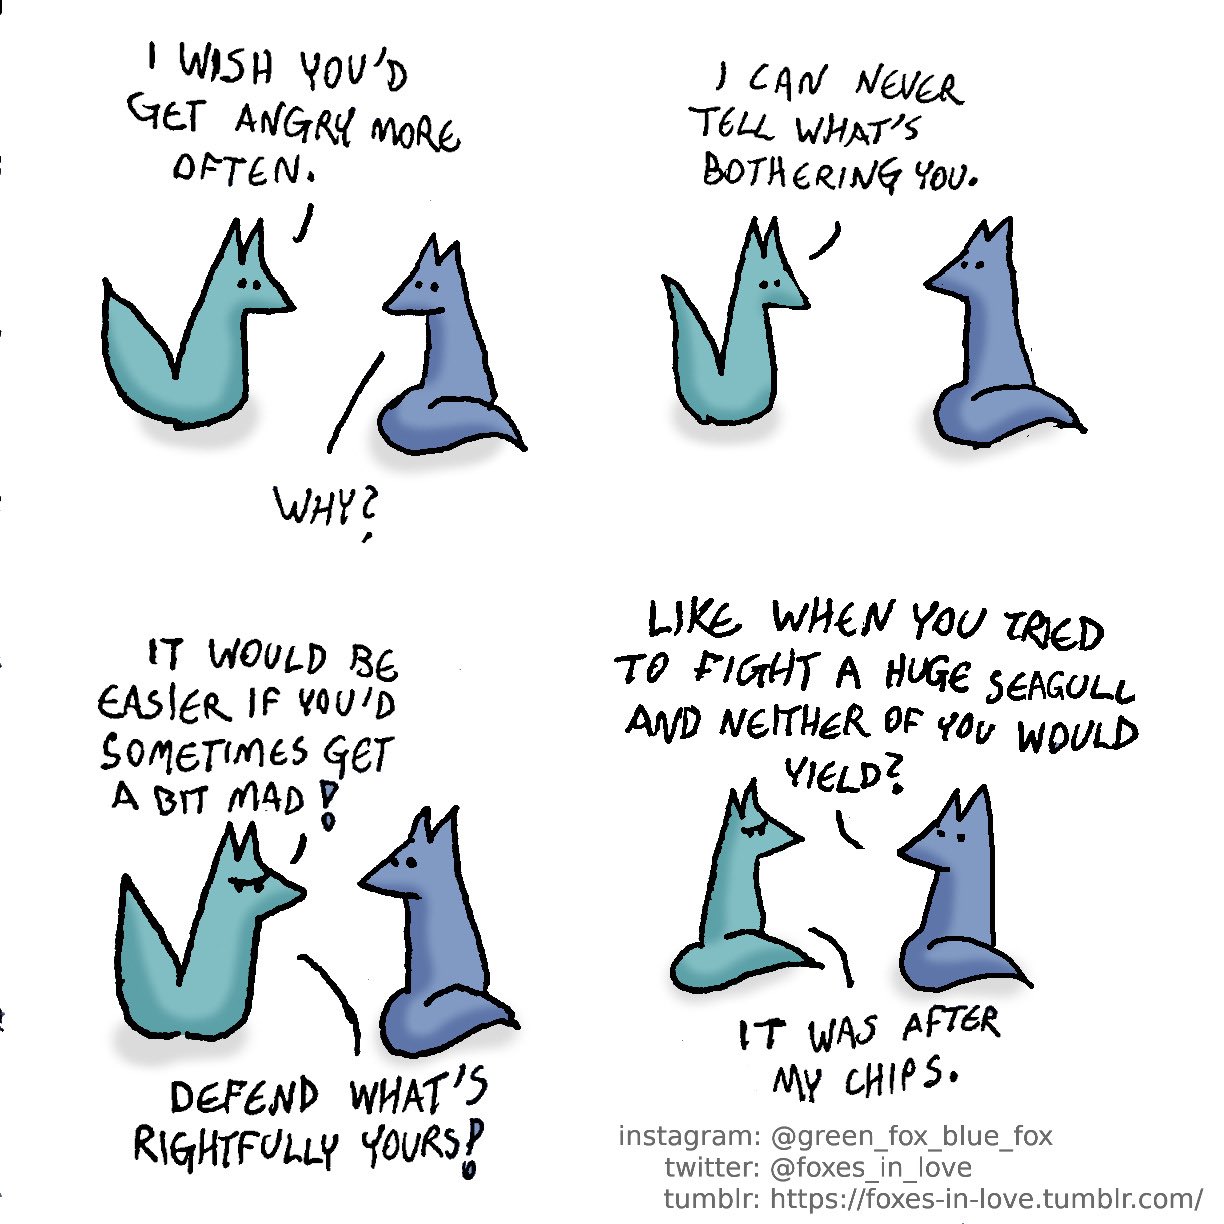 I WISH YOU'D
GET ANGRY MORE
OFTEN.
WHY?
I CAN NEVER
TELL WHAT'S
BOTHERING YOU.
IT WOULD BE
EASIER IF YOU'D
SOMETIMES GET
A BIT MAD!
DEFEND WHAT'S
RIGHTFULLY YOURS!
LIKE WHEN YOU TRIED
TO FIGHT A HUGE SEAGULL
AND NEITHER OF YOU WOULD
YIELD?
IT WAS AFTER
MY CHIPS.
instagram: @green_fox_blue_fox
twitter: @foxes_in_love
tumblr: https://foxes-in-love.tumblr.com/